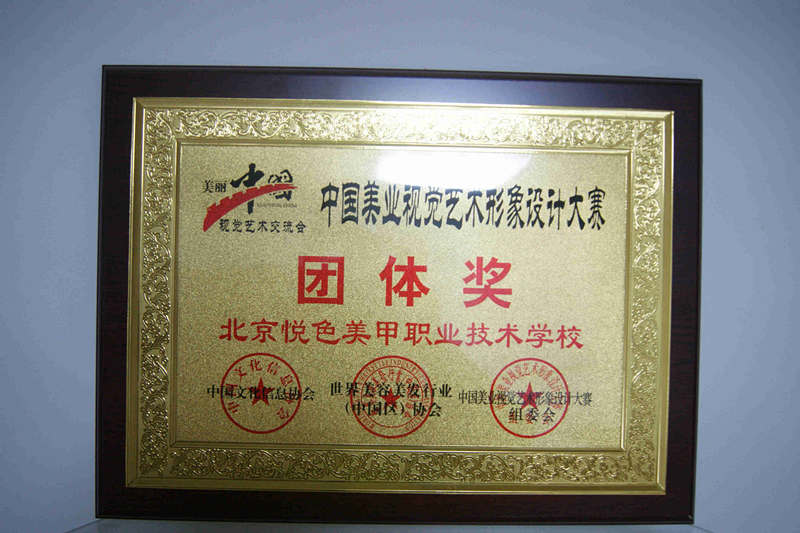 美丽中国
视觉艺术交流会
中国美业视觉艺术形象设计大赛
团体奖
北京悦色美甲职业技术学校
中国文化信息协会
世界美容美发行业
（中国区）协会
中国美业视觉艺术形象设计大赛
组委会